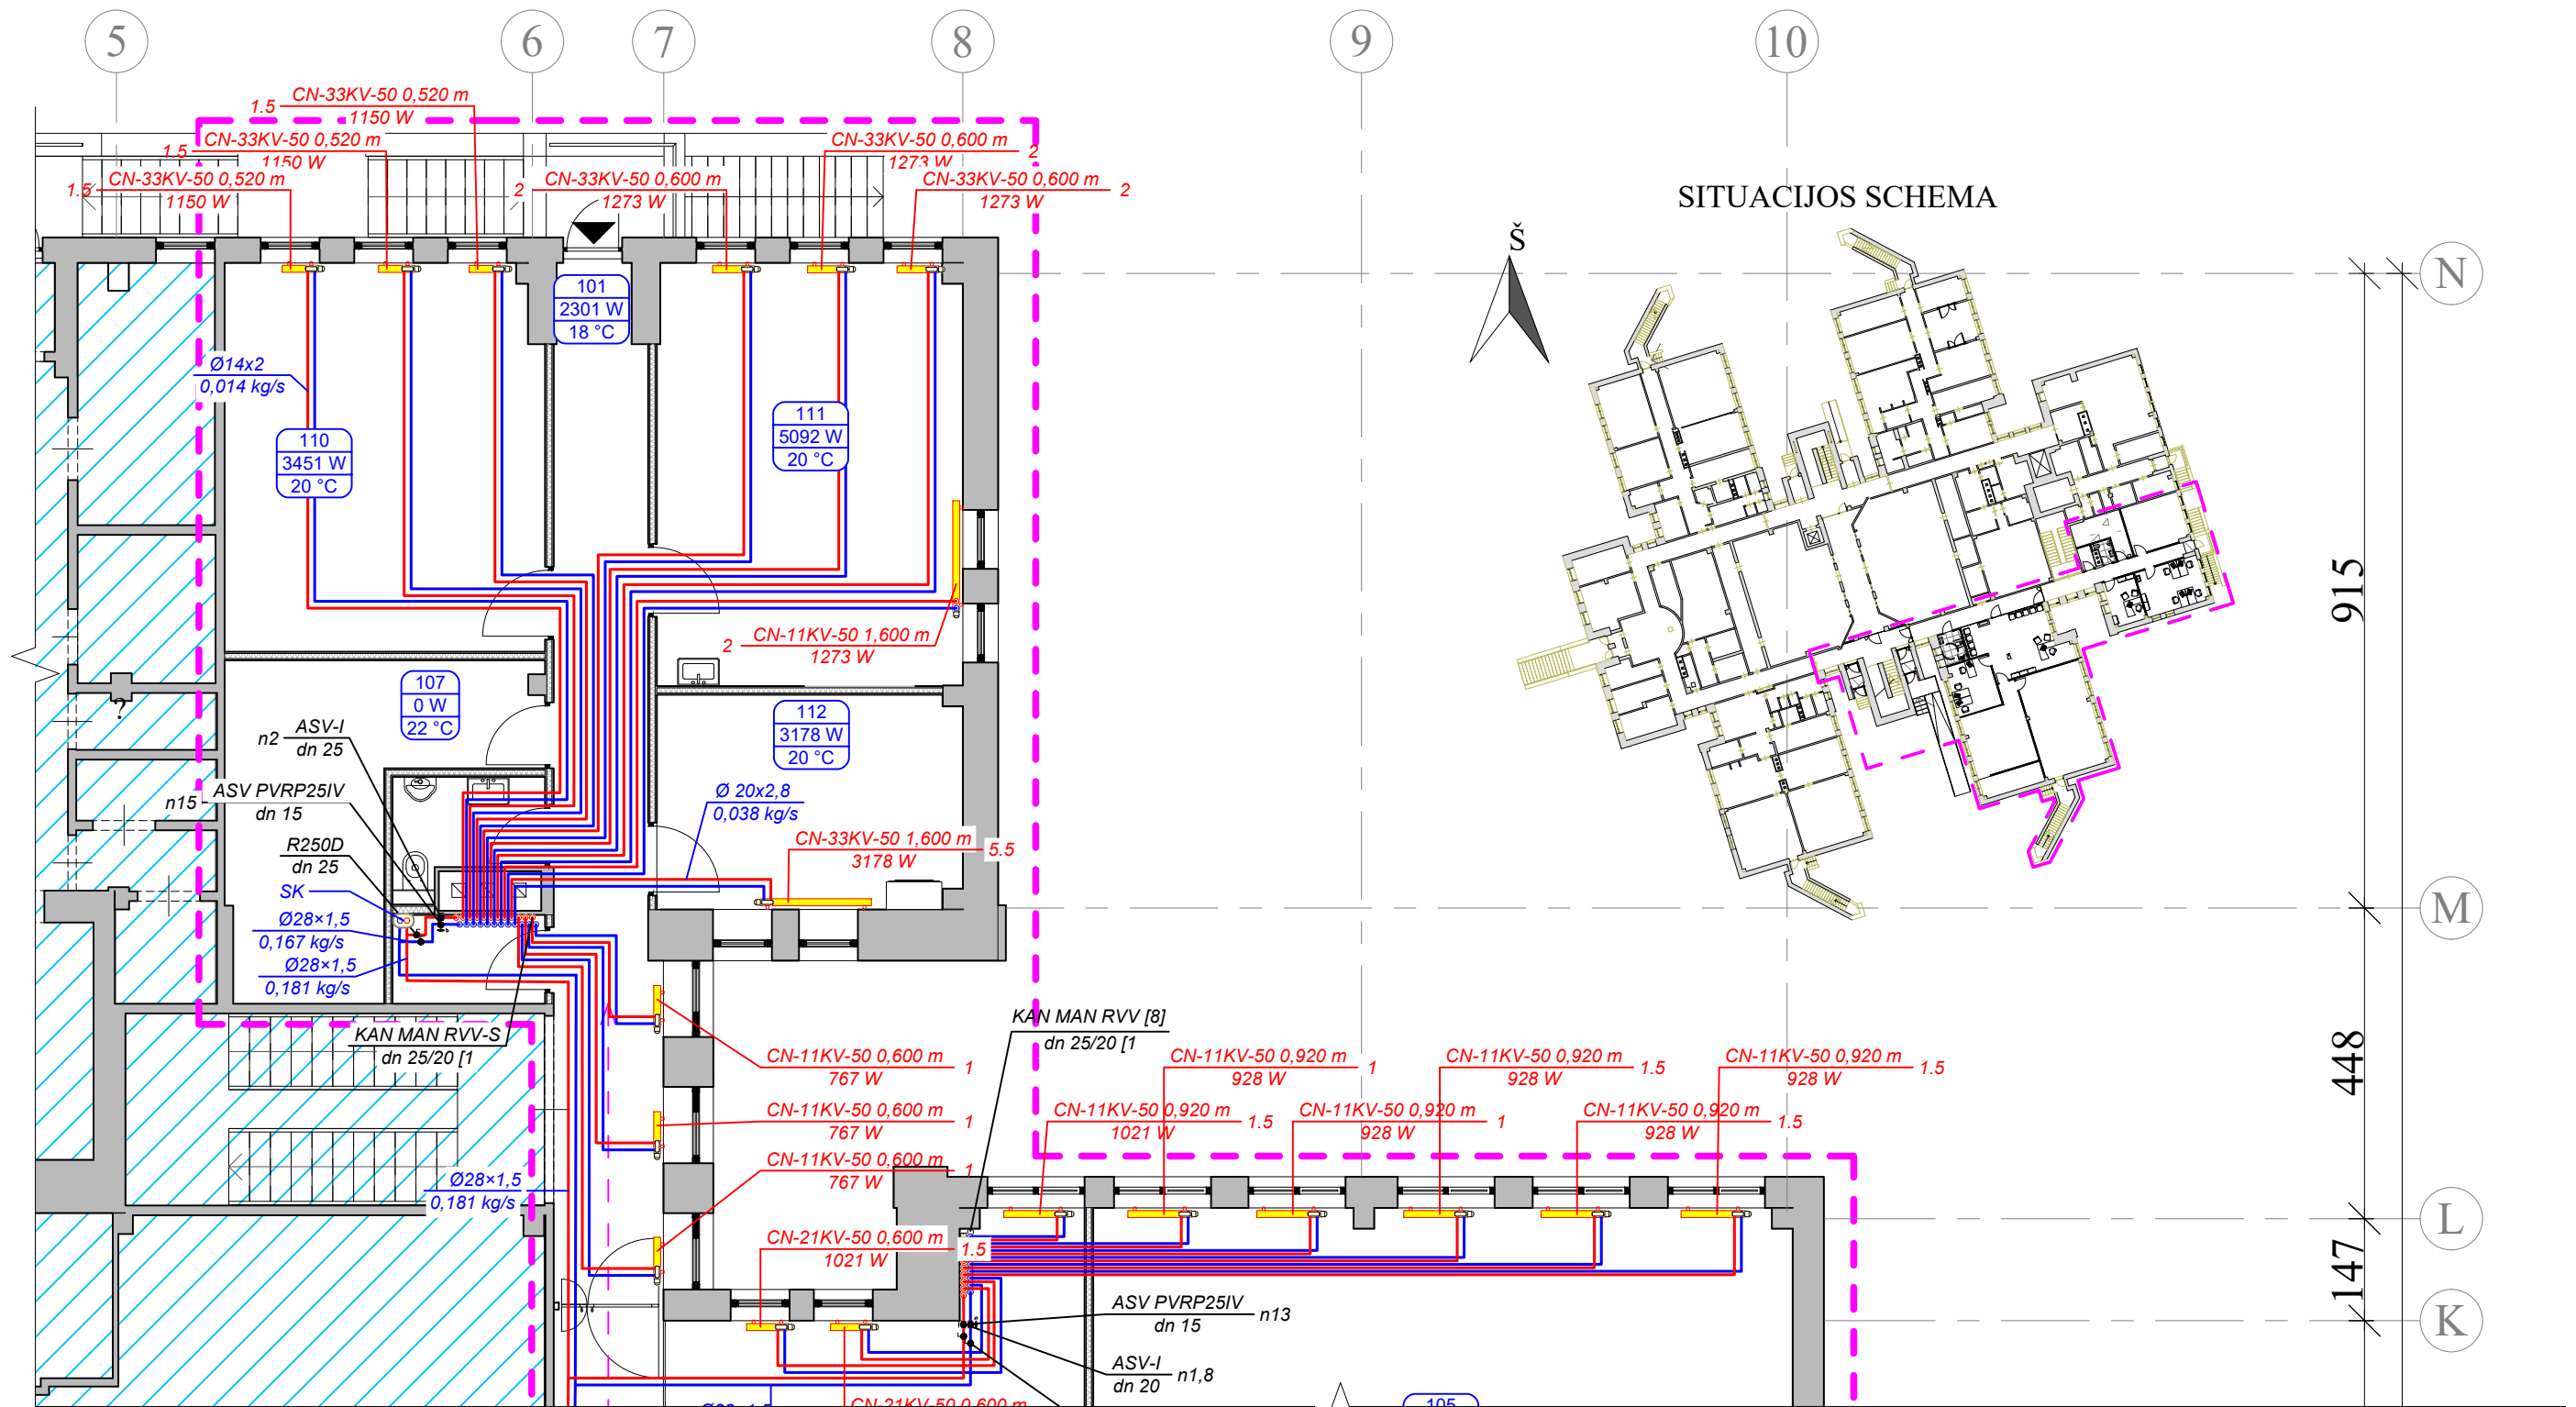 5
6
7
8
9
10
CN-33KV-50 0,520 m
1.5
1150 W
CN-33KV-50 0,520 m
1.5
1150 W
CN-33KV-50 0,520 m
1.5
1150 W
CN-33KV-50 0,600 m
2
1273 W
CN-33KV-50 0,600 m
2
1273 W
CN-33KV-50 0,600 m
2
1273 W
SITUACIJOS SCHEMA
Š
N
101
2301 W
18 °C
Ø14x2
0,014 kg/s
110
3451 W
20 °C
111
5092 W
20 °C
915
CN-11KV-50 1,600 m
2
1273 W
107
0 W
22 °C
112
3178 W
20 °C
?
ASV-I
n2
dn 25
ASV PVRP25IV
n15
dn 15
R250D
dn 25
SK
Ø28×1,5
0,167 kg/s
Ø28×1,5
0,181 kg/s
Ø 20x2,8
0,038 kg/s
CN-33KV-50 1,600 m
5.5
3178 W
M
KAN MAN RVV-S
dn 25/20 [1
KAN MAN RVV [8]
dn 25/20 [1
448
CN-11KV-50 0,600 m
1
767 W
CN-11KV-50 0,600 m
1
767 W
CN-11KV-50 0,600 m
1
767 W
CN-11KV-50 0,920 m
1
928 W
CN-11KV-50 0,920 m
1.5
928 W
CN-11KV-50 0,920 m
1.5
928 W
CN-11KV-50 0,920 m
1.5
1021 W
CN-11KV-50 0,920 m
1
928 W
CN-11KV-50 0,920 m
1.5
928 W
Ø28×1,5
0,181 kg/s
L
CN-21KV-50 0,600 m
1.5
1021 W
147
K
ASV PVRP25IV
n13
dn 15
ASV-I
n1,8
dn 20
CN-21KV-50 0,600 m
105